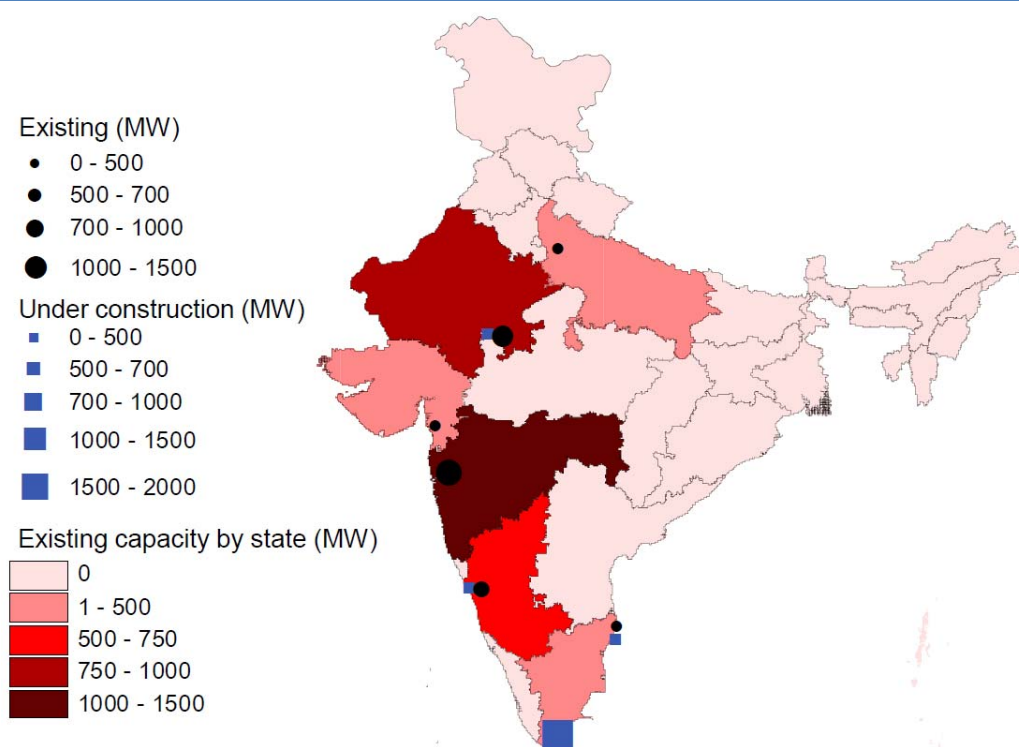 Existing (MW)
0 - 500
500 - 700
700 - 1000
1000 - 1500
Under construction (MW)
0 - 500
500 - 700
700 - 1000
1000 - 1500
1500 - 2000
Existing capacity by state (MW)
0
1 - 500
500 - 750
750 - 1000
1000 - 1500